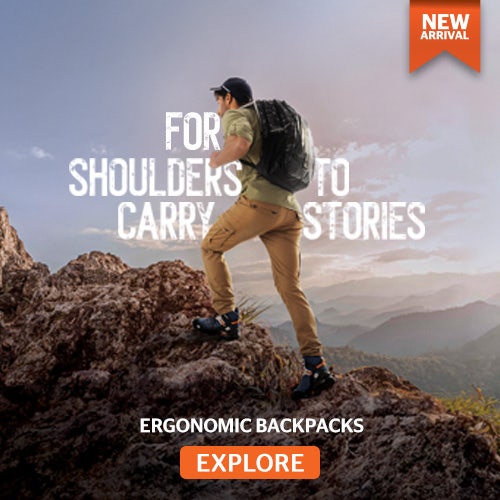 NEW
ARRIVAL
FOR
SHOULDERS TO
CARRY STORIES
ERGONOMIC BACKPACKS
EXPLORE